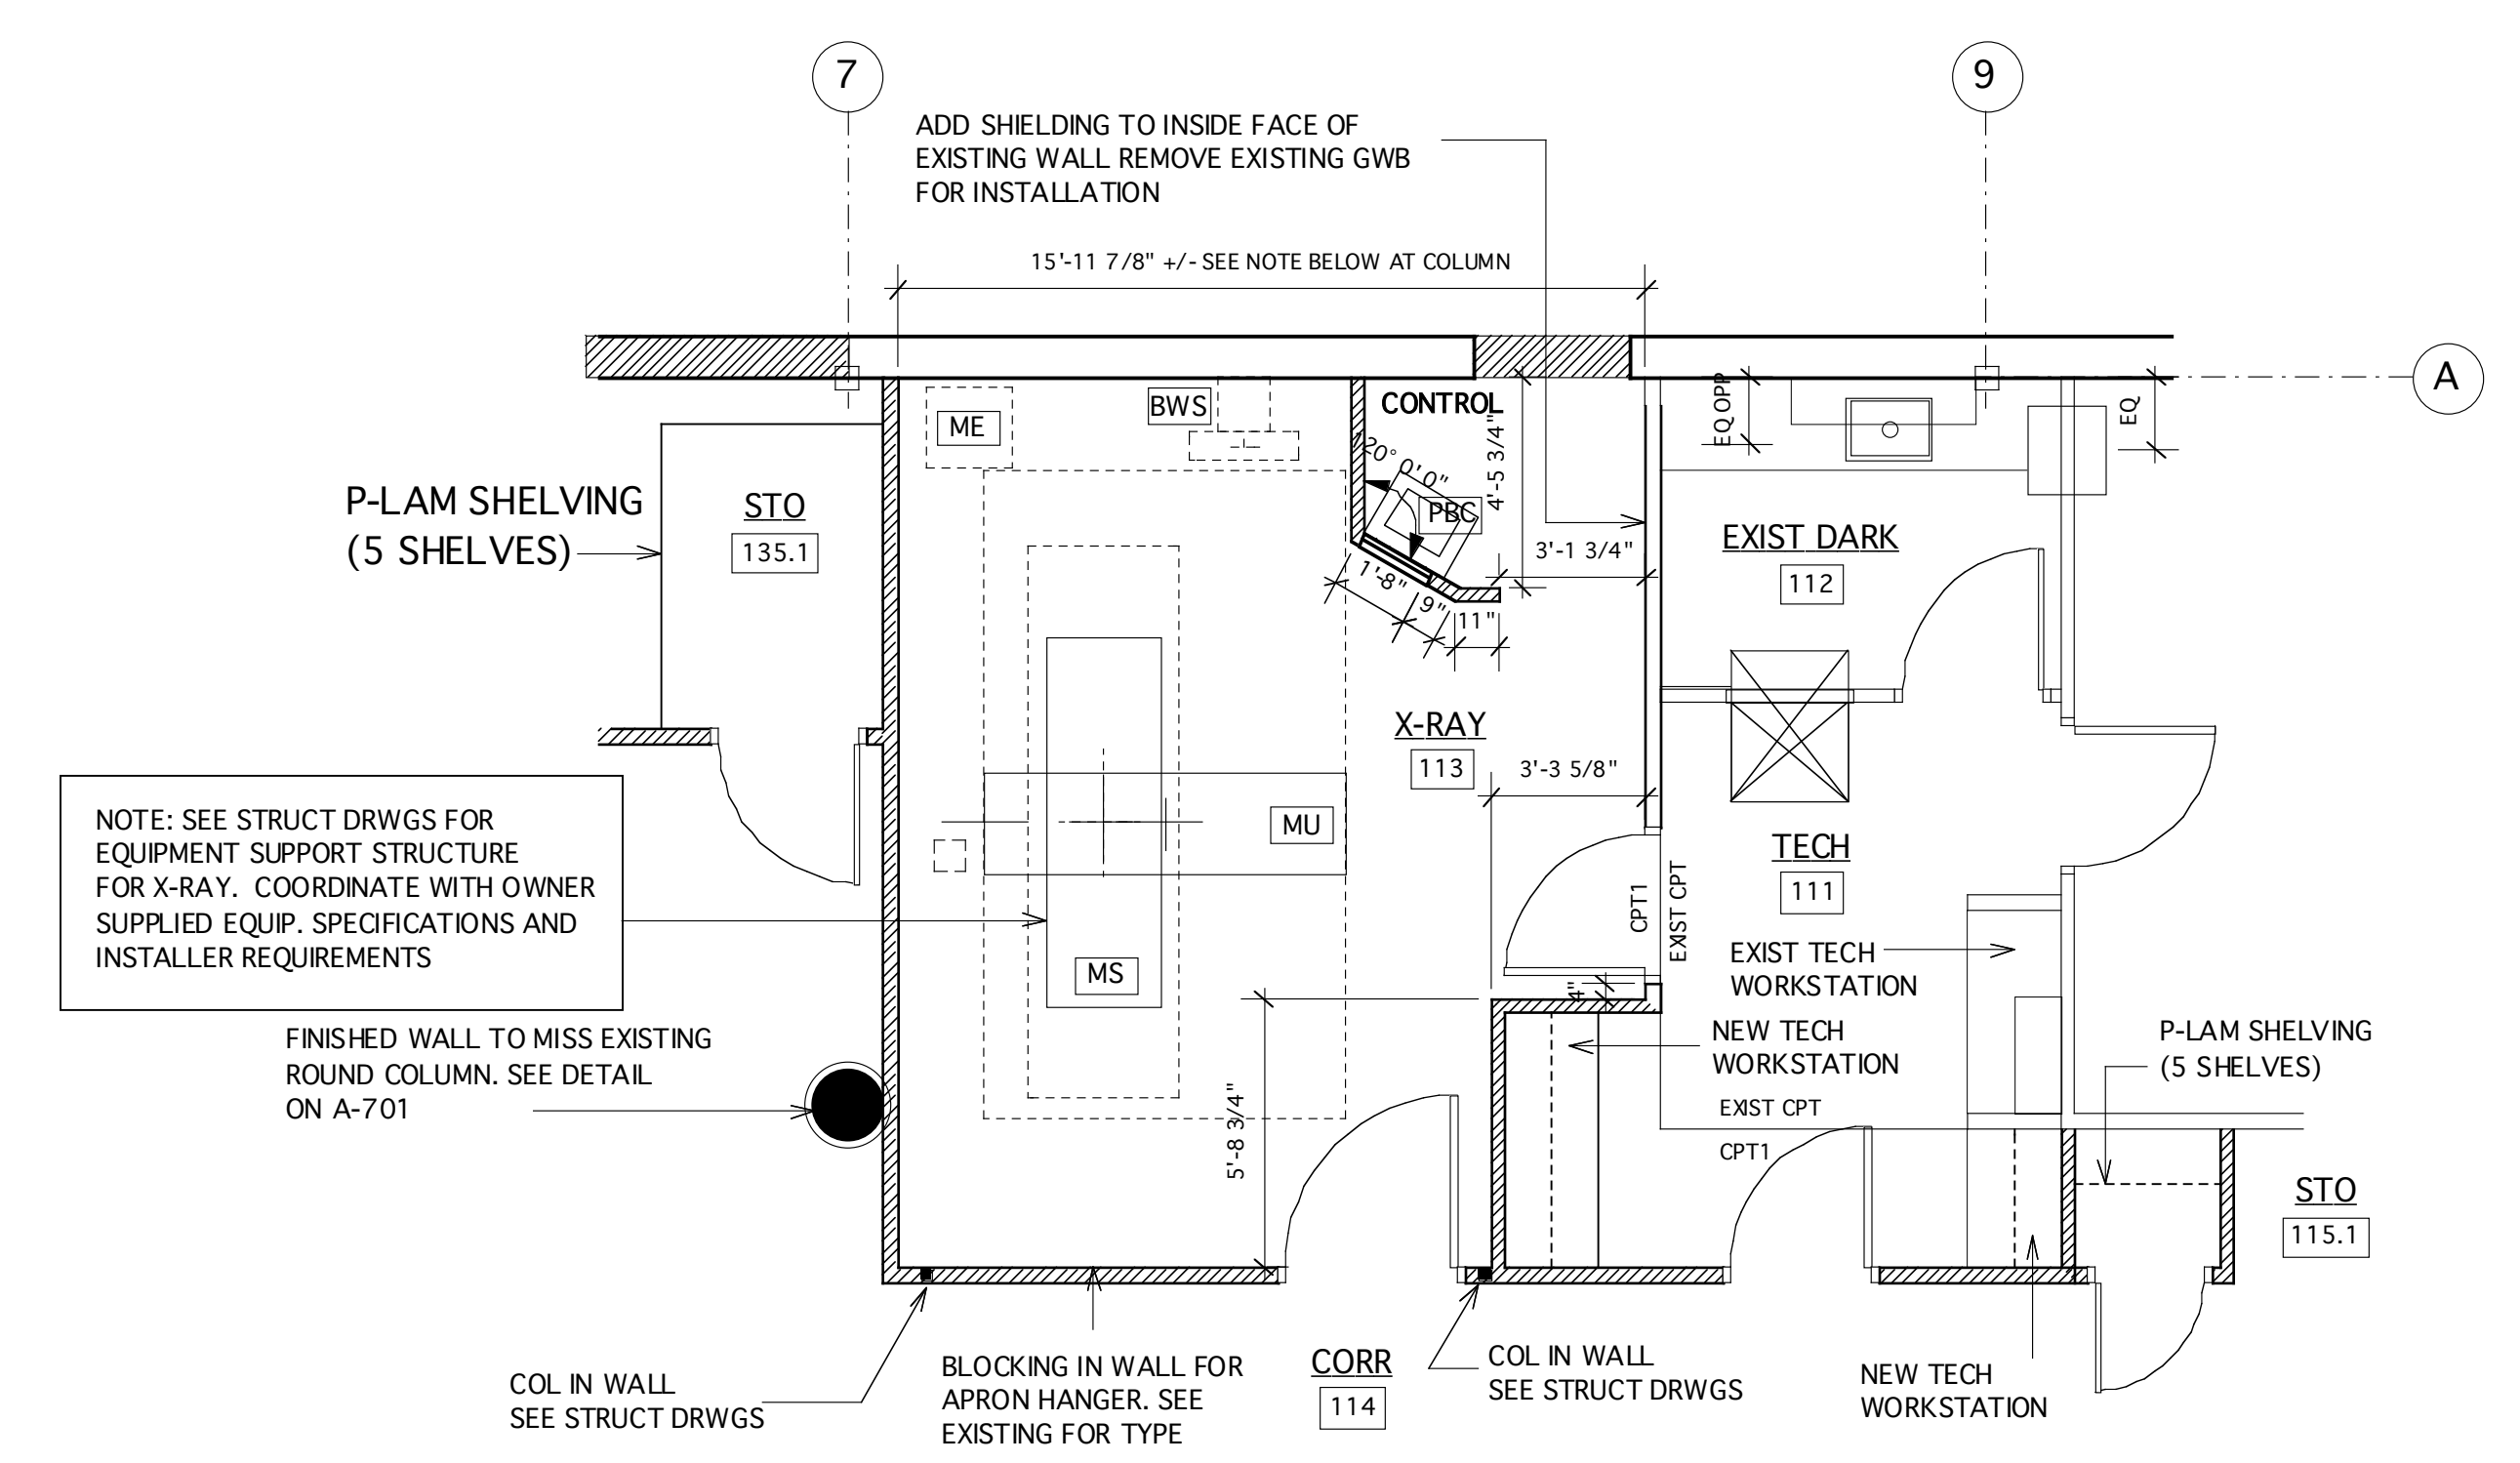 7
9
ADD SHIELDING TO INSIDE FACE OF
EXISTING WALL REMOVE EXISTING GWB
FOR INSTALLATION
15'-11 7/8" +/- SEE NOTE BELOW AT COLUMN
A
ME
BWS
CONTROL
EQ OPP
EQ
4'-5 3/4"
120° 0' 0"
PBC
P-LAM SHELVING
(5 SHELVES)
STO
135.1
3'-1 3/4"
1'-8"
9"
11"
EXIST DARK
112
X-RAY
113
3'-3 5/8"
MU
NOTE: SEE STRUCT DRWGS FOR
EQUIPMENT SUPPORT STRUCTURE
FOR X-RAY. COORDINATE WITH OWNER
SUPPLIED EQUIP. SPECIFICATIONS AND
INSTALLER REQUIREMENTS
TECH
111
CPT1
EXIST CPT
MS
4"
EXIST TECH
WORKSTATION
NEW TECH
WORKSTATION
P-LAM SHELVING
(5 SHELVES)
FINISHED WALL TO MISS EXISTING
ROUND COLUMN. SEE DETAIL
ON A-701
5'-8 3/4"
EXIST CPT
CPT1
STO
115.1
COL IN WALL
SEE STRUCT DRWGS
BLOCKING IN WALL FOR
APRON HANGER. SEE
EXISTING FOR TYPE
CORR
114
COL IN WALL
SEE STRUCT DRWGS
NEW TECH
WORKSTATION